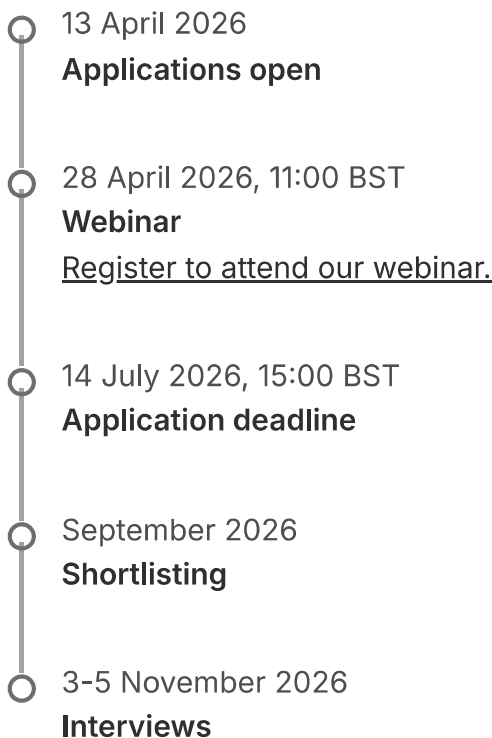 13 April 2026
Applications open
28 April 2026, 11:00 BST
Webinar
Register to attend our webinar.
14 July 2026, 15:00 BST
Application deadline
September 2026
Shortlisting
3-5 November 2026
Interviews